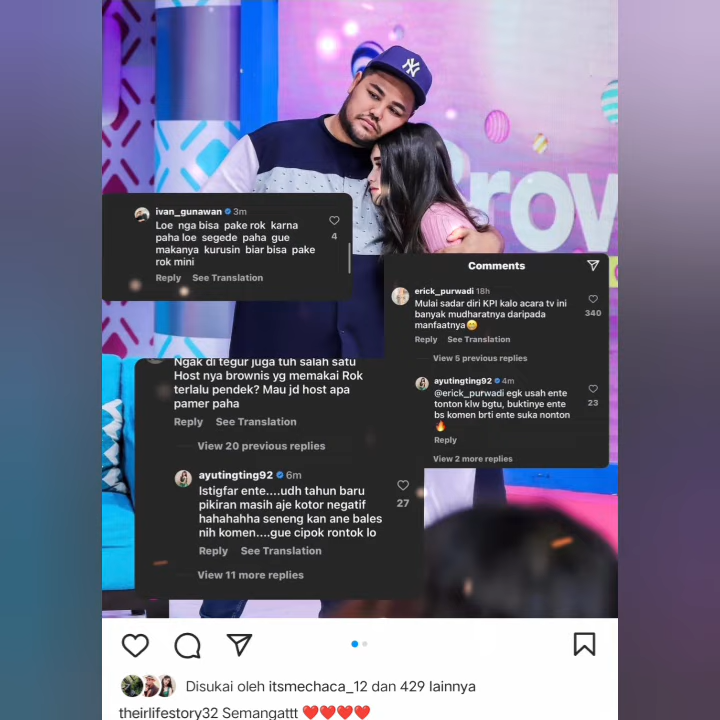 NY
Brow
ivan_gunawan 3m
Loe nga bisa pake rok karna
paha loe segede paha gue
makanya kurusin biar bisa pake
rok mini
4
Reply See Translation
Comments
erick_purwadi 18h
Mulai sadar diri KPI kalo acara tv ini
banyak mudharatnya daripada
manfaatnya😁
340
Reply See Translation
View 5 previous replies
ayutingting92 4m
@erick_purwadi egk usah ente
tonton klw bgtu, buktinye ente
bs komen brti ente suka nonton
🔥
23
Reply
View 2 more replies
Ngak di tegur juga tuh salah satu
Host nya brownis yg memakai Rok
terlalu pendek? Mau jd host apa
pamer paha
Reply See Translation
View 20 previous replies
ayutingting92 6m
Istigfar ente....udh tahun baru
pikiran masih aje kotor negatif
hahahahha seneng kan ane bales
nih komen....gue cipok rontok lo
27
Reply See Translation
View 11 more replies
Disukai oleh itsmechaca_12 dan 429 lainnya
theirlifestory32 Semangattt ❤️❤️❤️❤️